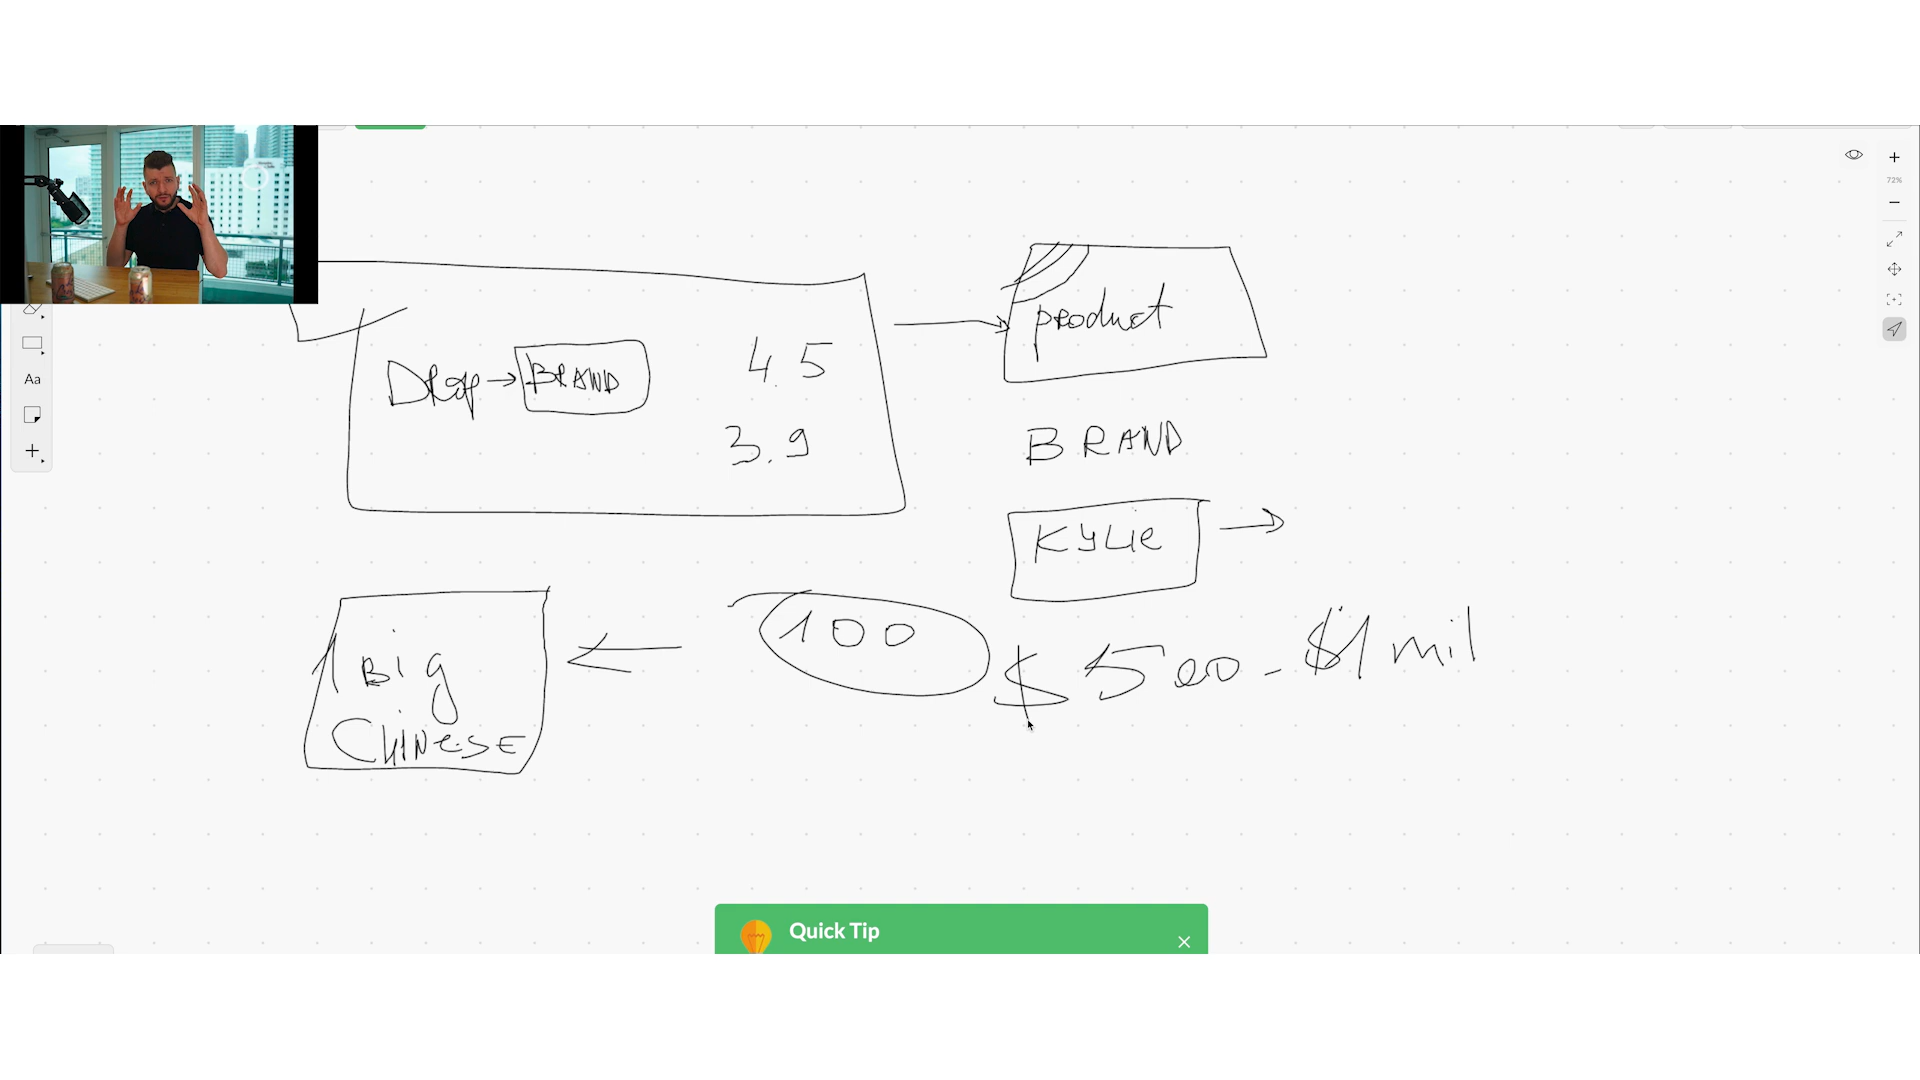 72%
Drop → BRAND
4.5
3.9
product
BRAND
KYLie
100
$500 - $1 mil
1 Big
CHINeSE
Aa
Quick Tip